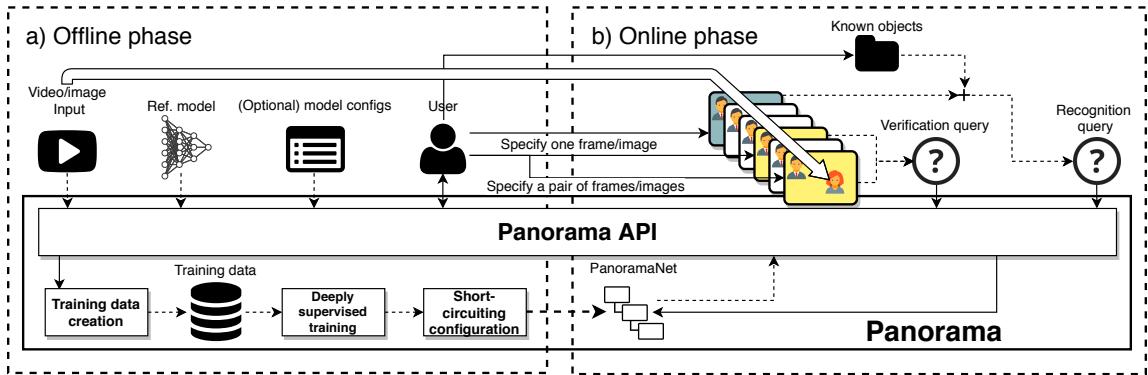 a) Offline phase
b) Online phase
Known objects
Video/image
Input
Ref. model
(Optional) model configs
User
Specify one frame/image
Specify a pair of frames/images
Verification query
?
Recognition
query
?
Panorama API
Training data
creation
Training data
Deeply
supervised
training
Short-
circuiting
configuration
PanoramaNet
Panorama